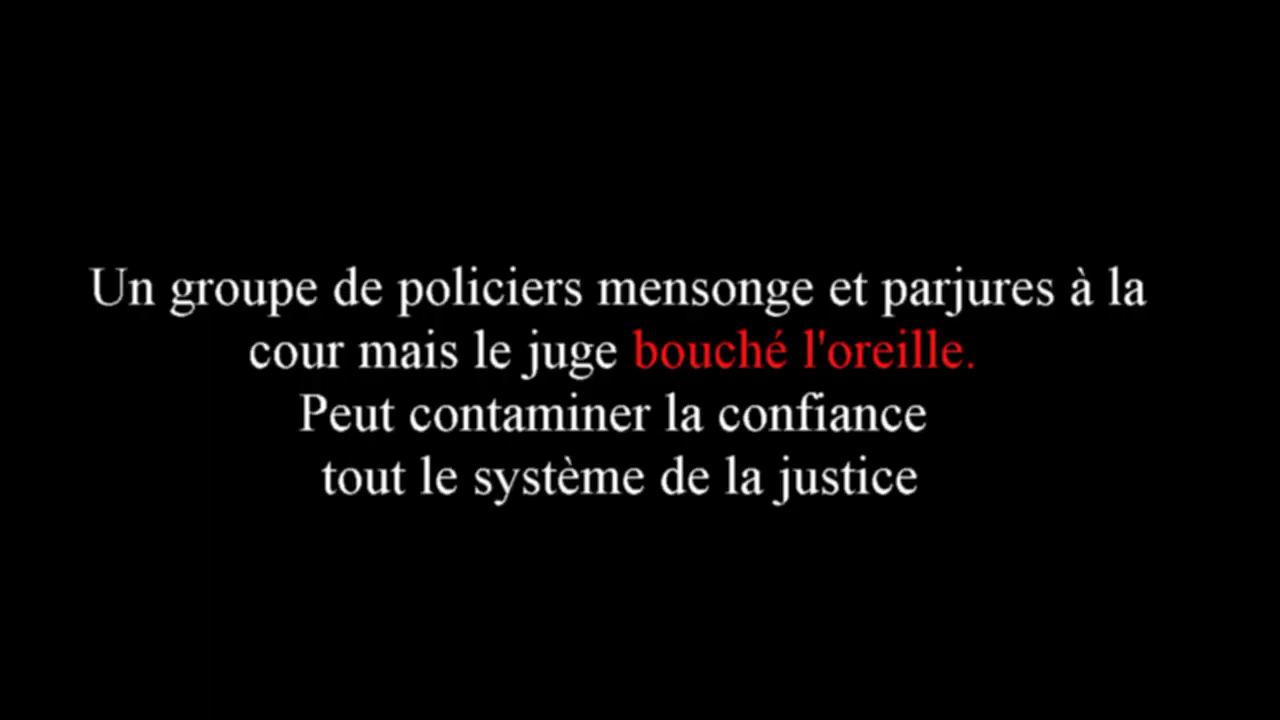 Un groupe de policiers mensonge et parjures à la
cour mais le juge bouché l'oreille.
Peut contaminer la confiance
tout le système de la justice